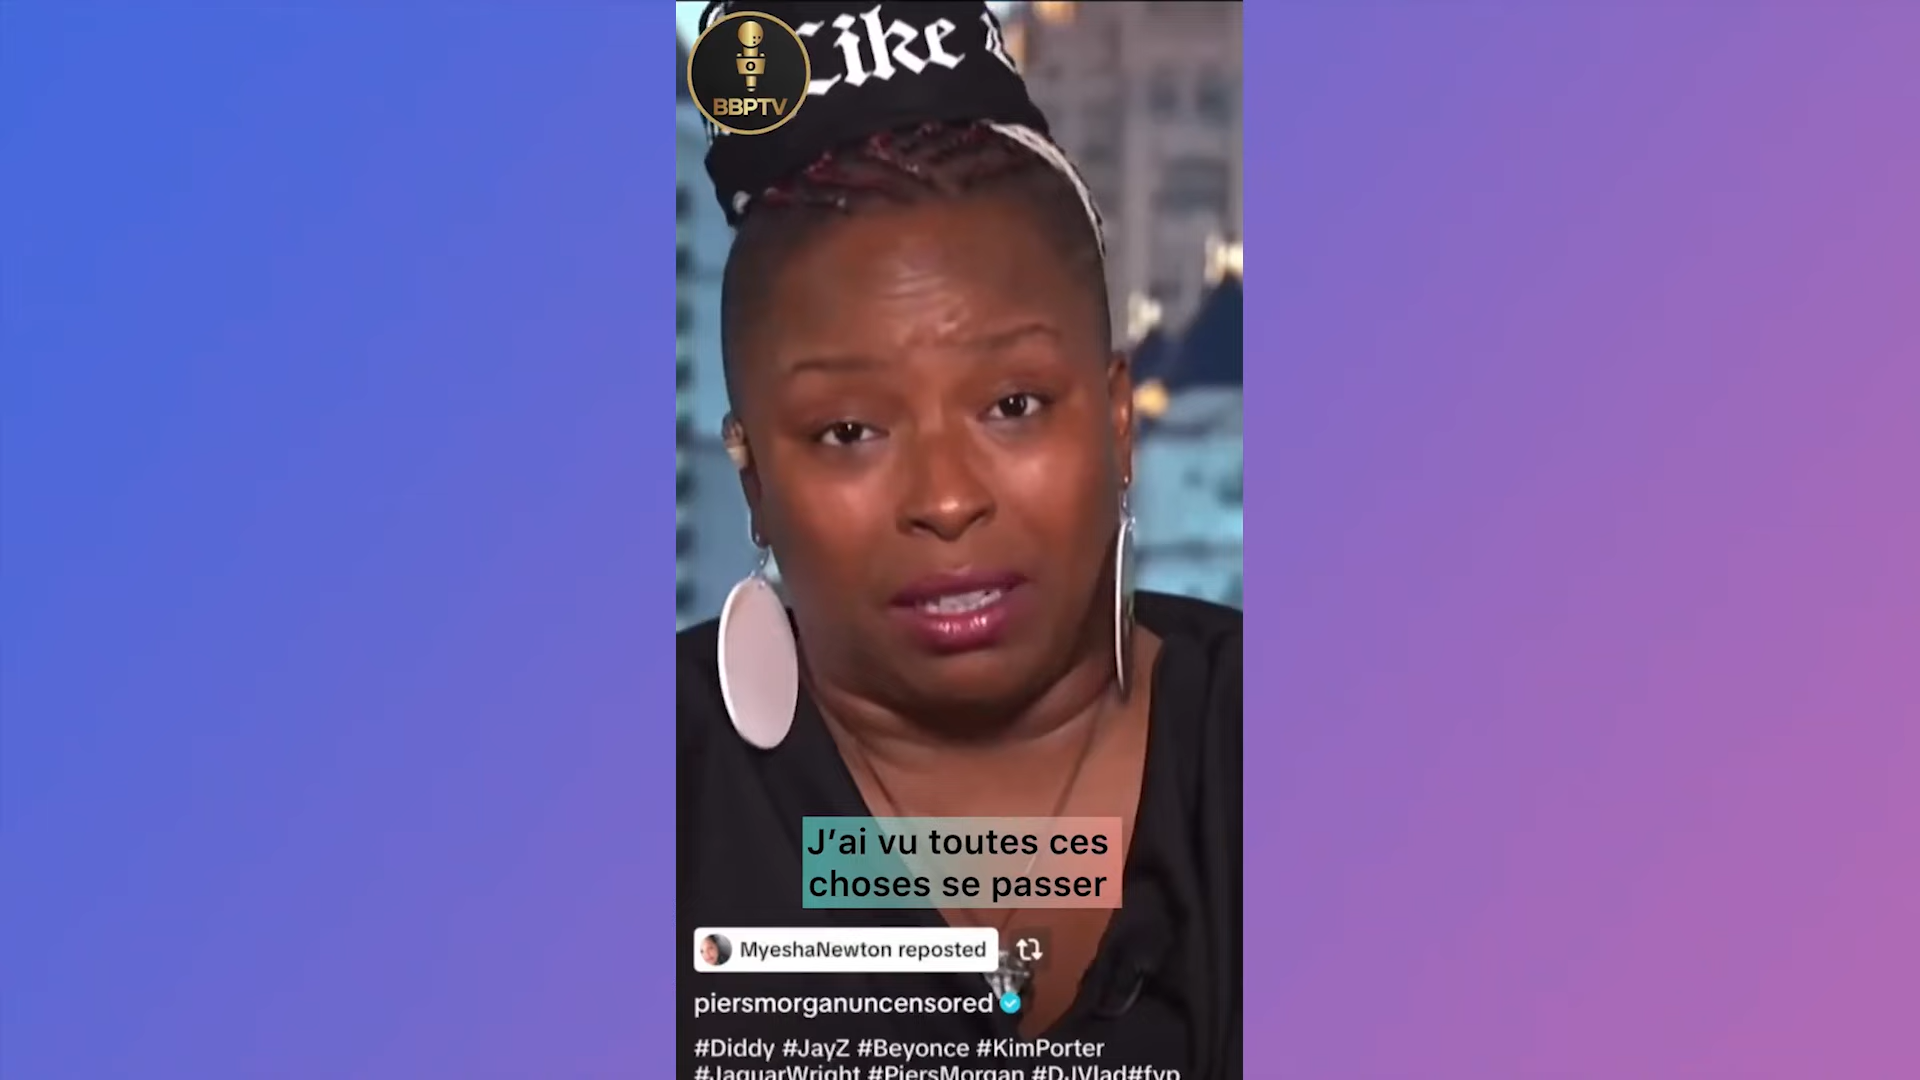 Like
BBPTV
J’ai vu toutes ces
choses se passer
MyeshaNewton reposted
piersmorganuncensored
#Diddy #JayZ #Beyonce #KimPorter
#JaguarWright #PiersMorgan #DJVlad#fyp